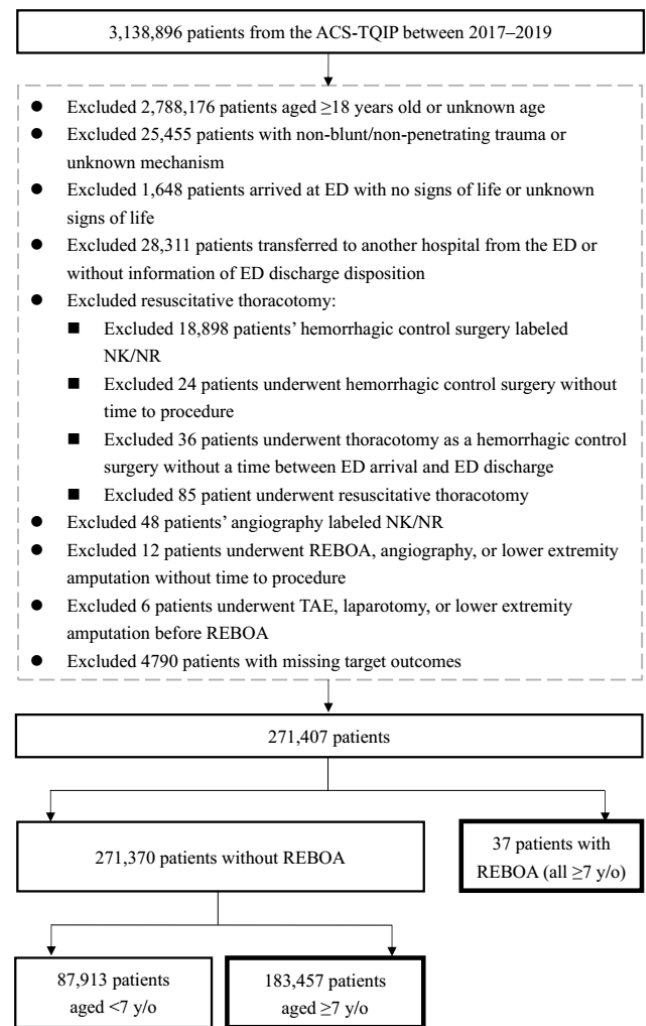 3,138,896 patients from the ACS-TQIP between 2017–2019
● Excluded 2,788,176 patients aged ≥18 years old or unknown age
● Excluded 25,455 patients with non-blunt/non-penetrating trauma or
unknown mechanism
● Excluded 1,648 patients arrived at ED with no signs of life or unknown
signs of life
● Excluded 28,311 patients transferred to another hospital from the ED or
without information of ED discharge disposition
● Excluded resuscitative thoracotomy:
■ Excluded 18,898 patients’ hemorrhagic control surgery labeled
NK/NR
■ Excluded 24 patients underwent hemorrhagic control surgery without
time to procedure
■ Excluded 36 patients underwent thoracotomy as a hemorrhagic control
surgery without a time between ED arrival and ED discharge
■ Excluded 85 patient underwent resuscitative thoracotomy
● Excluded 48 patients’ angiography labeled NK/NR
● Excluded 12 patients underwent REBOA, angiography, or lower extremity
amputation without time to procedure
● Excluded 6 patients underwent TAE, laparotomy, or lower extremity
amputation before REBOA
● Excluded 4790 patients with missing target outcomes
271,407 patients
271,370 patients without REBOA
37 patients with
REBOA (all ≥7 y/o)
87,913 patients
aged <7 y/o
183,457 patients
aged ≥7 y/o